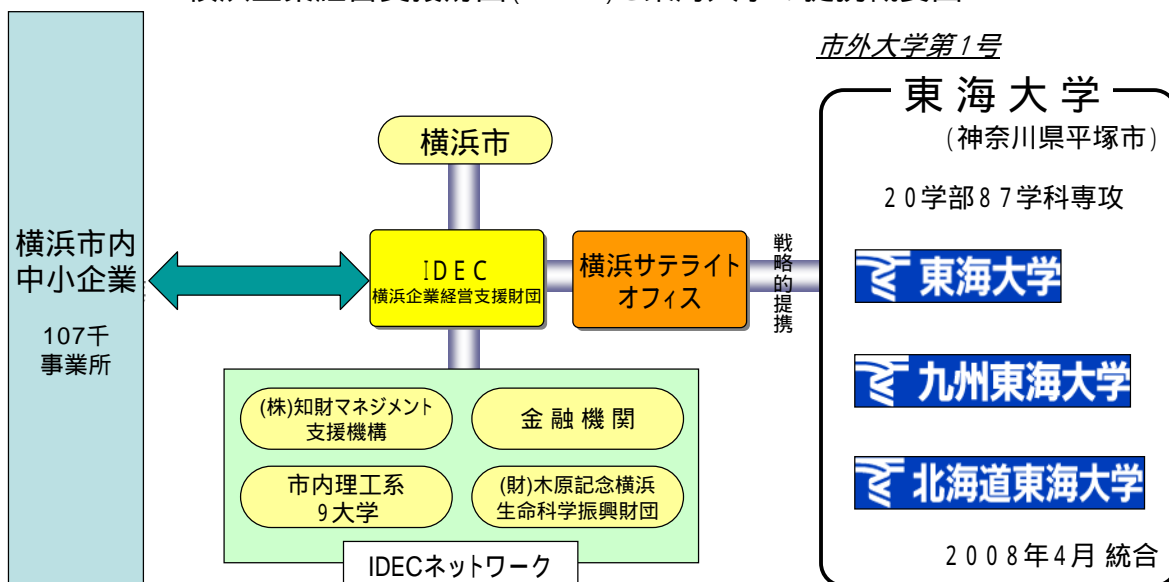 市外大学第1号
東海大学
(神奈川県平塚市)
20学部87学科専攻
東海大学
九州東海大学
北海道東海大学
2008年4月 統合
横浜市
横浜市内
中小企業
107千
事業所
IDEC
横浜企業経営支援財団
横浜サテライト
オフィス
戦略的提携
(株)知財マネジメント
支援機構
金融機関
市内理工系
9大学
(財)木原記念横浜
生命科学振興財団
IDECネットワーク